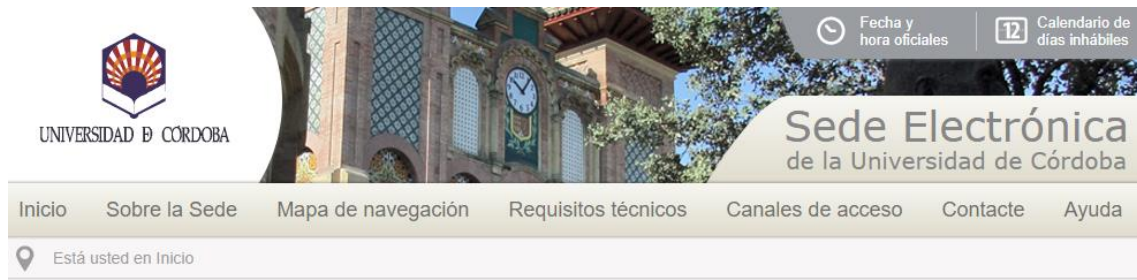 Fecha y
hora oficiales
12
Calendario de
días inhábiles
UNIVERSIDAD Ð CORDOBA
Sede Electrónica
de la Universidad de Córdoba
Inicio Sobre la Sede Mapa de navegación Requisitos técnicos Canales de acceso Contacte Ayuda
Está usted en Inicio